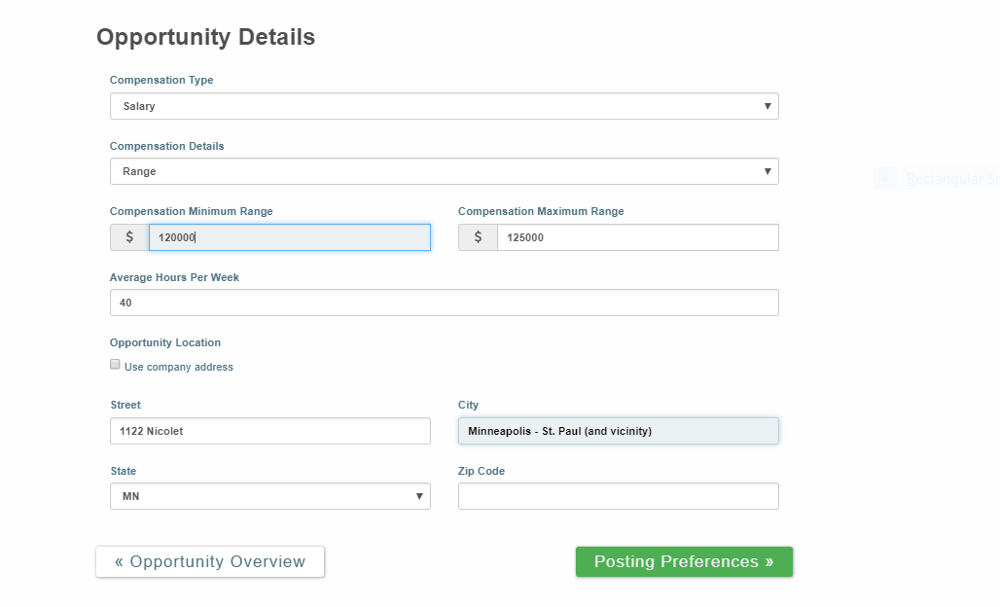 Opportunity Details
Compensation Type
Salary
Compensation Details
Range
Compensation Minimum Range
$ 120000
Compensation Maximum Range
$ 125000
Average Hours Per Week
40
Opportunity Location
Use company address
Street
1122 Nicolet
City
Minneapolis - St. Paul (and vicinity)
State
MN
Zip Code
« Opportunity Overview
Posting Preferences »
Rectangular